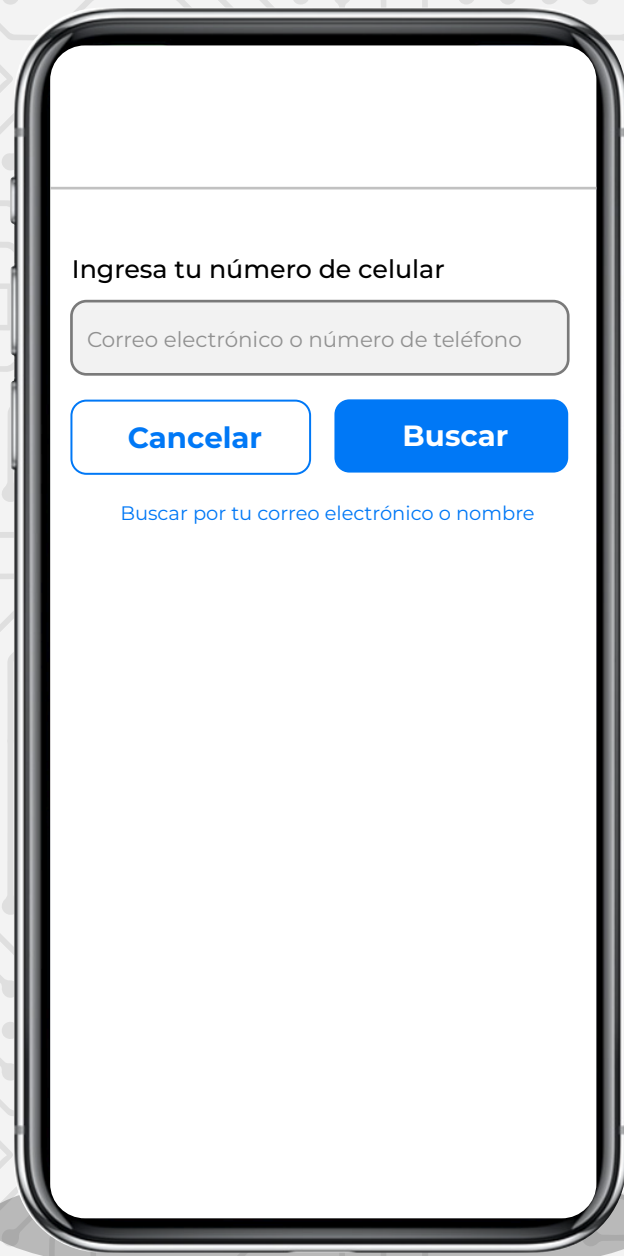 Ingresa tu número de celular
Correo electrónico o número de teléfono
Cancelar
Buscar
Buscar por tu correo electrónico o nombre